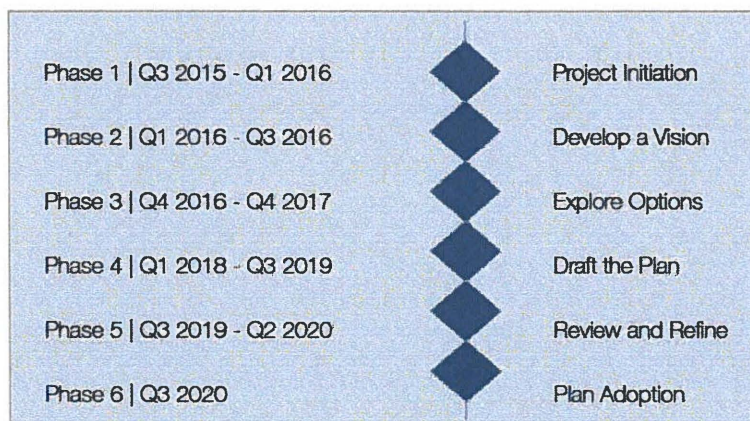 Phase 1 | Q3 2015 - Q1 2016 Project Initiation
Phase 2 | Q1 2016 - Q3 2016 Develop a Vision
Phase 3 | Q4 2016 - Q4 2017 Explore Options
Phase 4 | Q1 2018 - Q3 2019 Draft the Plan
Phase 5 | Q3 2019 - Q2 2020 Review and Refine
Phase 6 | Q3 2020 Plan Adoption